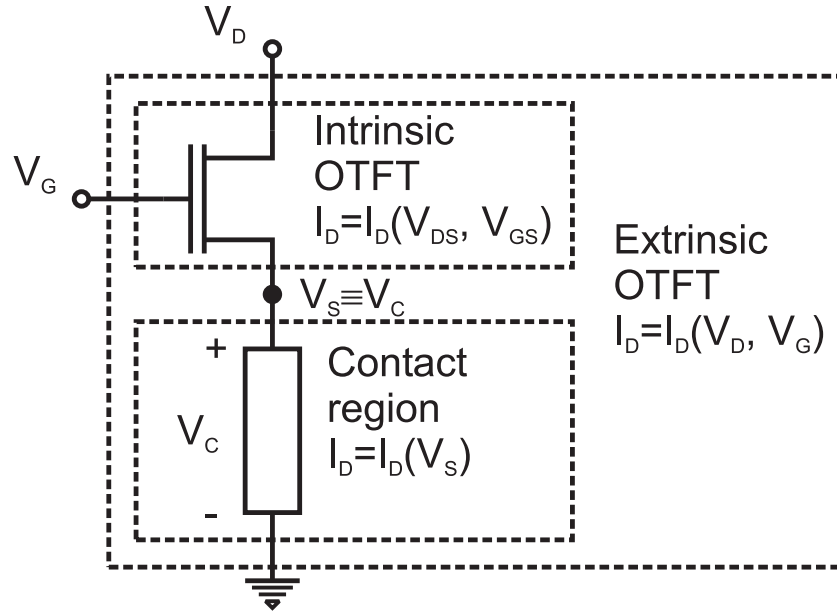 V_D
V_G
Intrinsic
OTFT
I_D=I_D(V_DS, V_GS)
V_S≡V_C
Extrinsic
OTFT
I_D=I_D(V_D, V_G)
+
V_C
-
Contact
region
I_D=I_D(V_S)